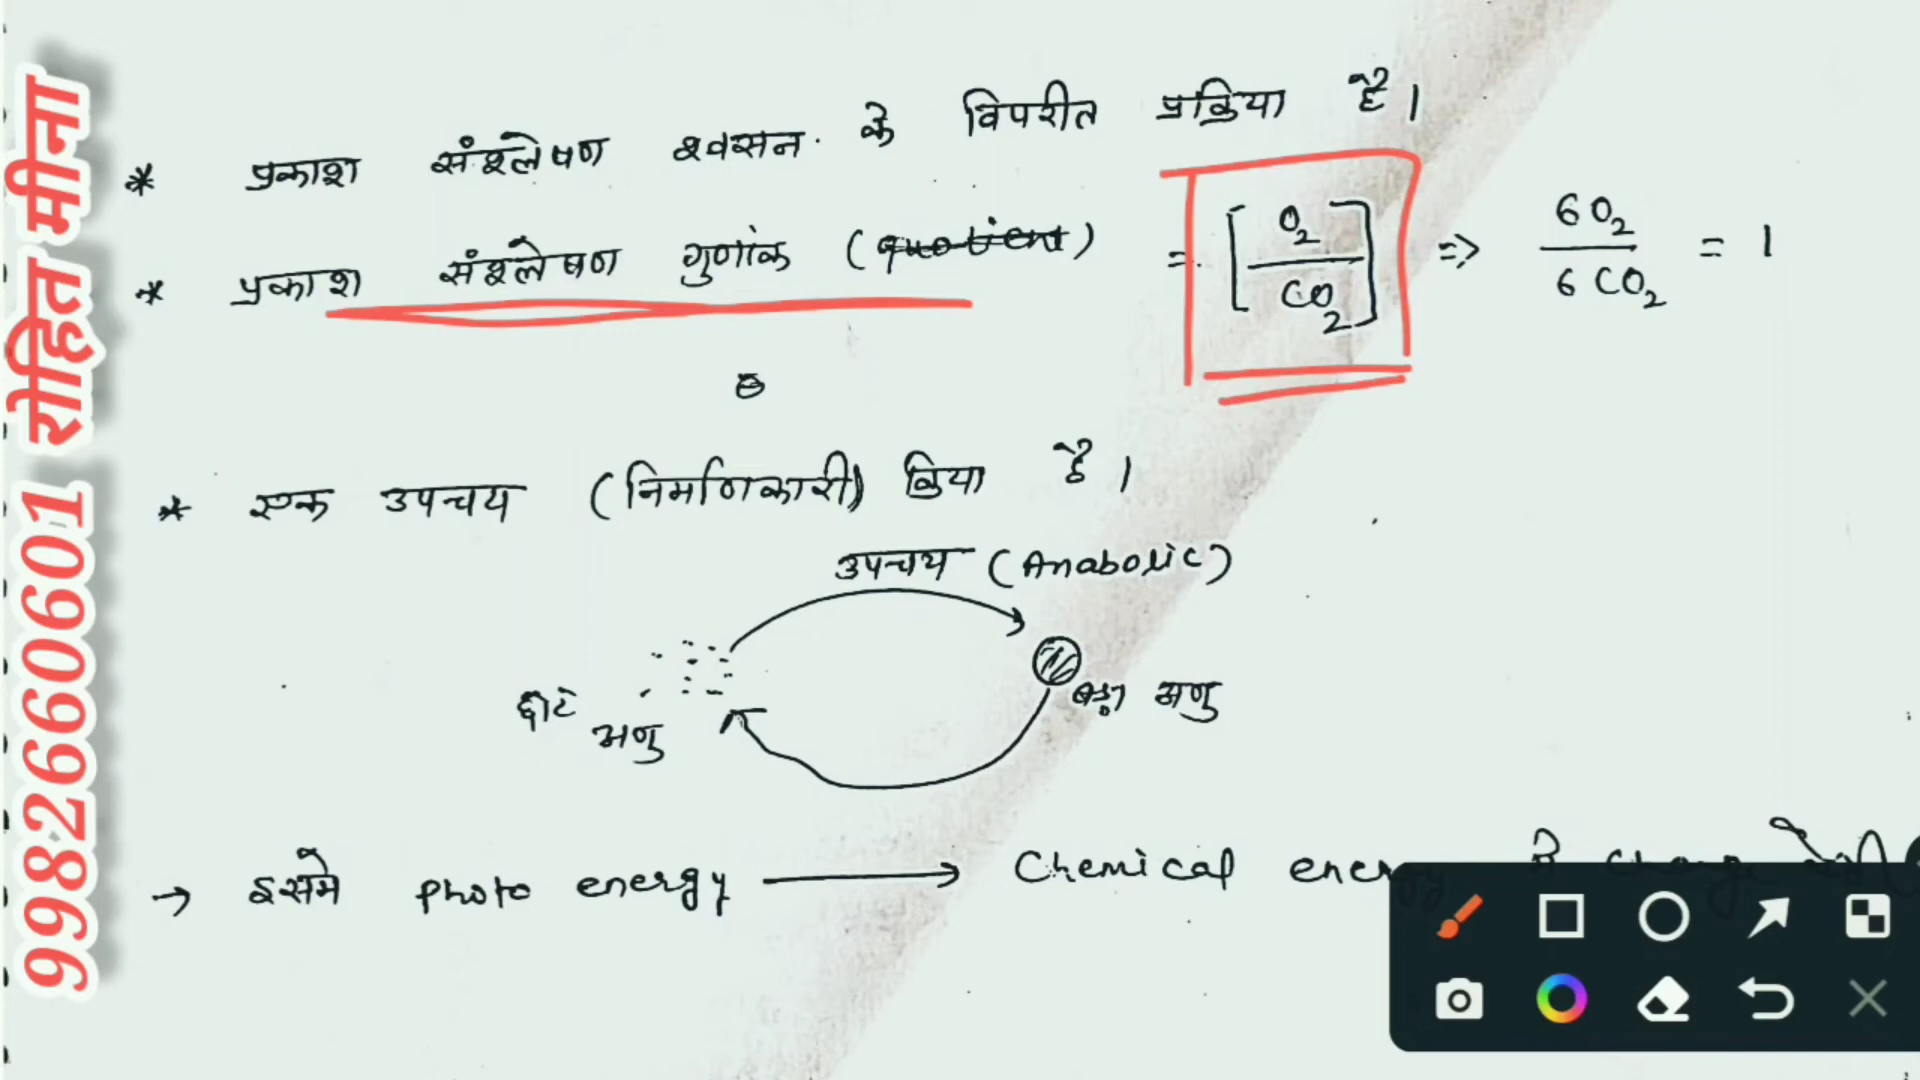 * प्रकाश संश्लेषण श्वसन के विपरीत प्रक्रिया है।
* प्रकाश संश्लेषण गुणांक (quotient) = [O₂/CO₂] => 6O₂/6CO₂ = 1
* एक उपचय (निर्माणकारी) क्रिया है।
उपचय (Anabolic)
छोटे अणु
बड़ा अणु
→ इसमें photo energy → Chemical energy में change
9982660601 रोहित मीना